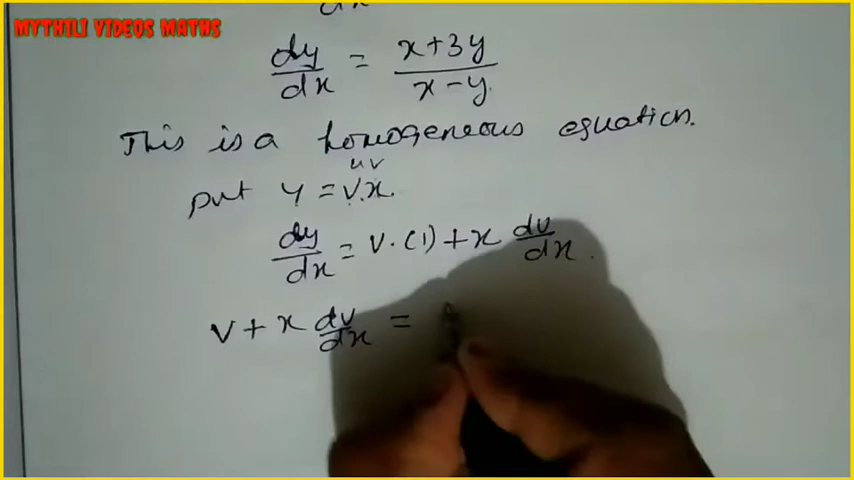 MYTHILI VIDEOS MATHS
dx
dy/dx = x+3y/x-y.
This is a homogeneous equation.
uv
put y = v.x.
dy/dx = v.(1) + x dv/dx.
v + x dv/dx =